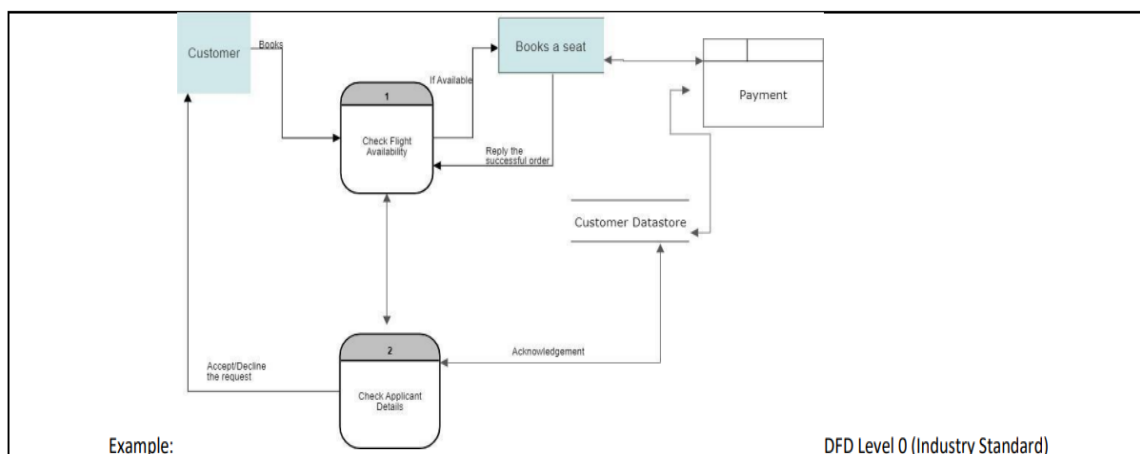 Customer
Books
Books a seat
If Available
Payment
1
Check Flight
Availability
Reply the
successful order
Customer Datastore
2
Check Applicant
Details
Acknowledgement
Accept/Decline
the request
Example:
DFD Level 0 (Industry Standard)